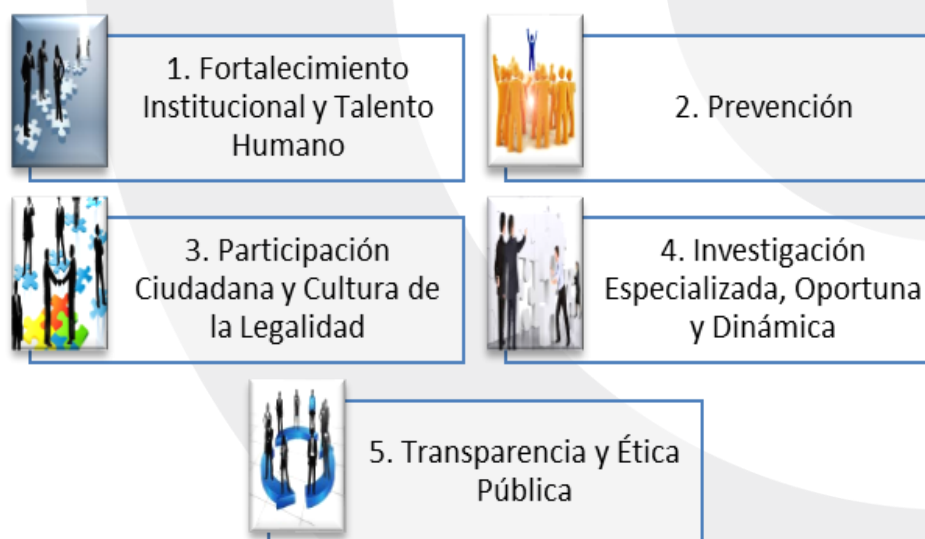 1. Fortalecimiento
Institucional y Talento
Humano
2. Prevención
3. Participación
Ciudadana y Cultura de
la Legalidad
4. Investigación
Especializada, Oportuna
y Dinámica
5. Transparencia y Ética
Pública